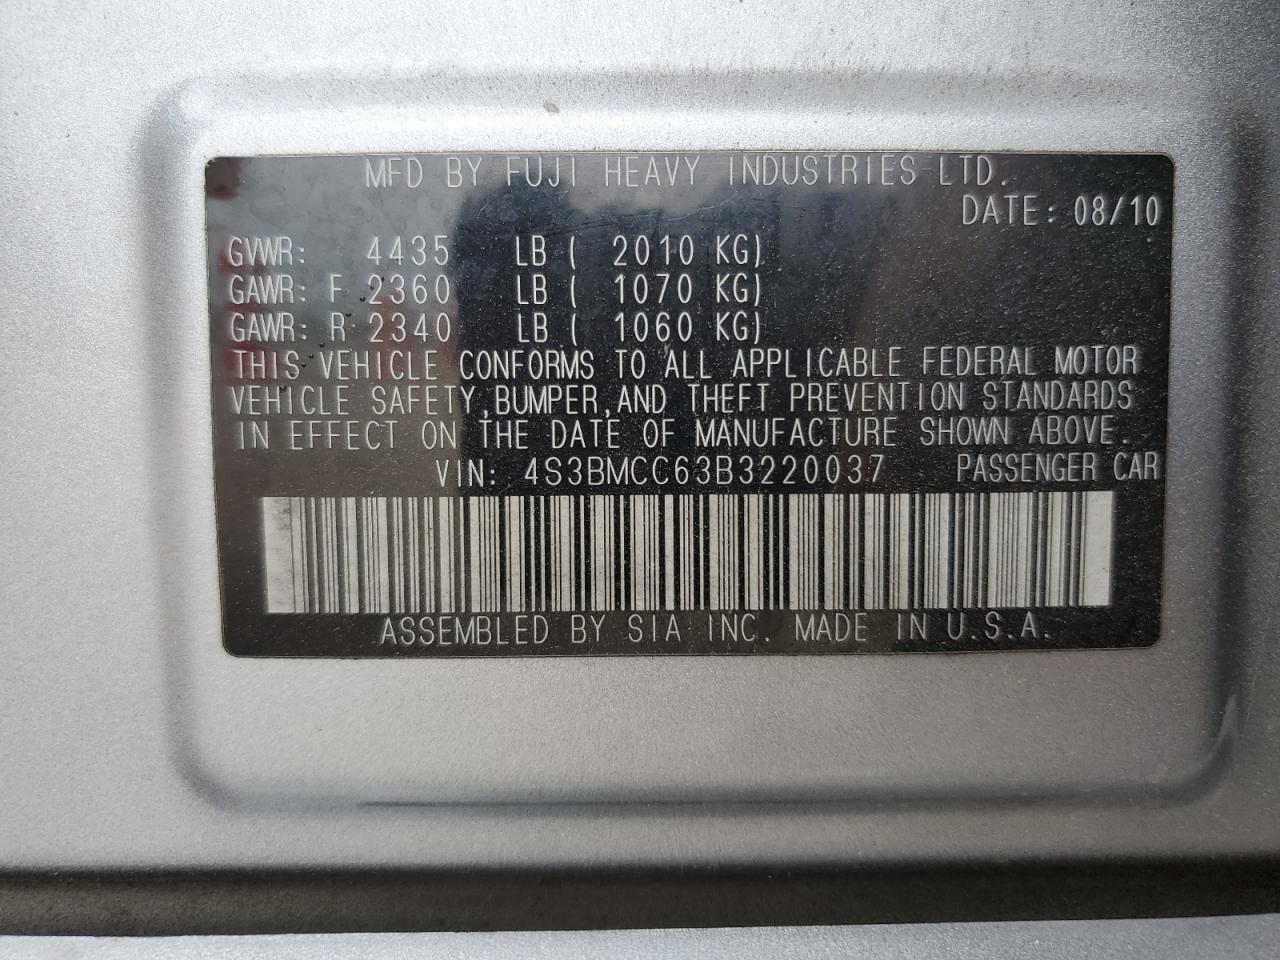 MFD BY FUJI HEAVY INDUSTRIES LTD.
DATE: 08/10
GVWR: 4435 LB ( 2010 KG)
GAWR: F 2360 LB ( 1070 KG)
GAWR: R 2340 LB ( 1060 KG)
THIS VEHICLE CONFORMS TO ALL APPLICABLE FEDERAL MOTOR
VEHICLE SAFETY, BUMPER, AND THEFT PREVENTION STANDARDS
IN EFFECT ON THE DATE OF MANUFACTURE SHOWN ABOVE.
VIN: 4S3BMCC63B3220037 PASSENGER CAR
ASSEMBLED BY SIA INC. MADE IN U.S.A.